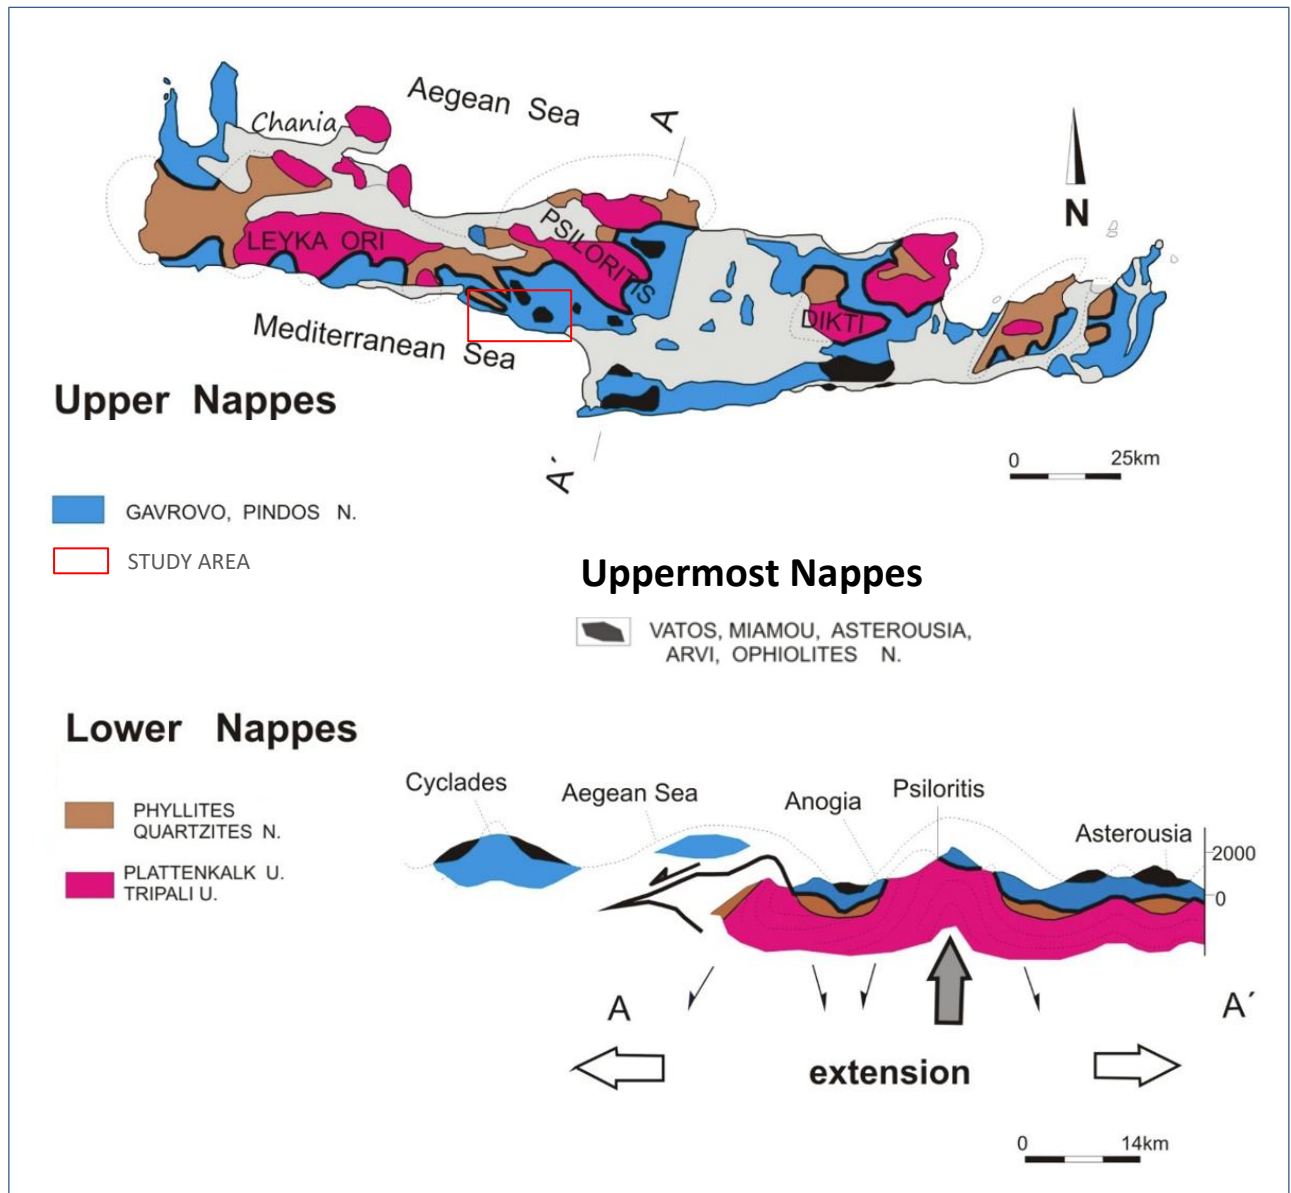 Aegean Sea
A
Chania
N
PSILORITIS
LEYKA ORI
DIKTI
Mediterranean Sea
A´
0 25km
Upper Nappes
GAVROVO, PINDOS N.
STUDY AREA
Uppermost Nappes
VATOS, MIAMOU, ASTEROUSIA,
ARVI, OPHIOLITES N.
Lower Nappes
PHYLLITES
QUARTZITES N.
PLATTENKALK U.
TRIPALI U.
Cyclades
Aegean Sea
Anogia
Psiloritis
Asterousia
2000
0
A
A´
extension
0 14km